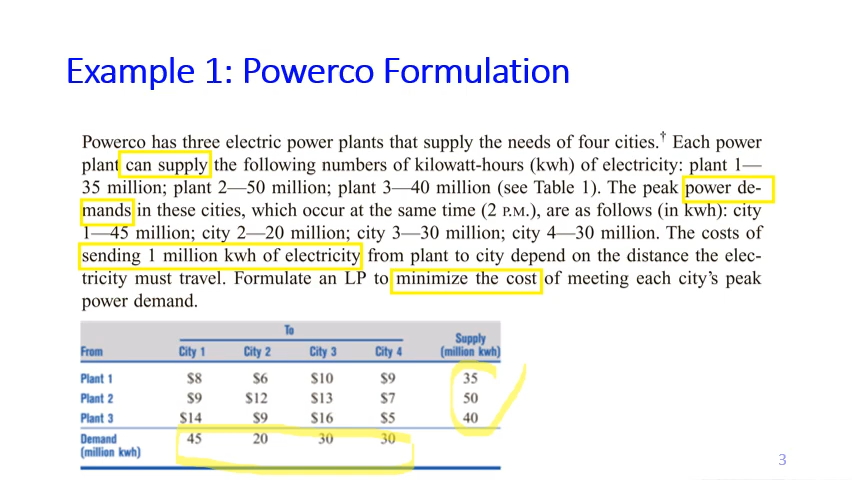 Example 1: Powerco Formulation
Powerco has three electric power plants that supply the needs of four cities.† Each power
plant can supply the following numbers of kilowatt-hours (kwh) of electricity: plant 1—
35 million; plant 2—50 million; plant 3—40 million (see Table 1). The peak power de-
mands in these cities, which occur at the same time (2 P.M.), are as follows (in kwh): city
1—45 million; city 2—20 million; city 3—30 million; city 4—30 million. The costs of
sending 1 million kwh of electricity from plant to city depend on the distance the elec-
tricity must travel. Formulate an LP to minimize the cost of meeting each city's peak
power demand.
To
Supply
From City 1 City 2 City 3 City 4 (million kwh)
Plant 1 $8 $6 $10 $9 35
Plant 2 $9 $12 $13 $7 50
Plant 3 $14 $9 $16 $5 40
Demand 45 20 30 30
(million kwh)
3